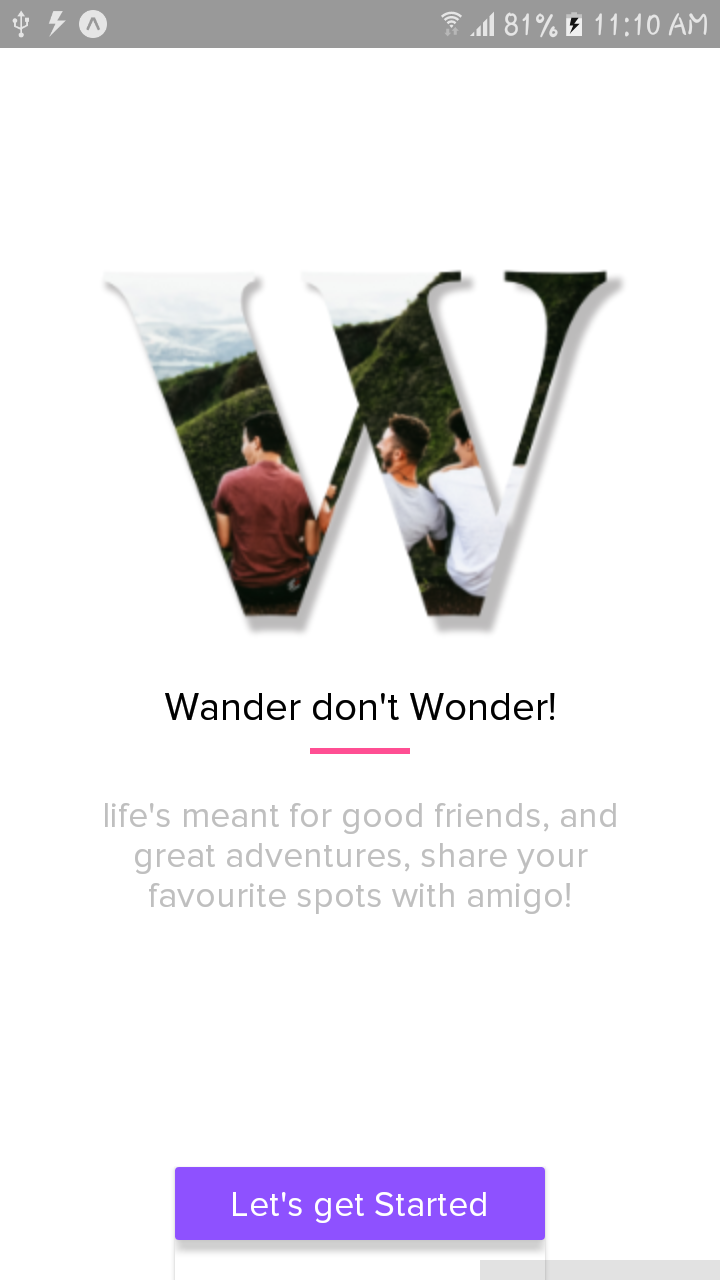 81% 11:10 AM
W
Wander don't Wonder!
life's meant for good friends, and
great adventures, share your
favourite spots with amigo!
Let's get Started